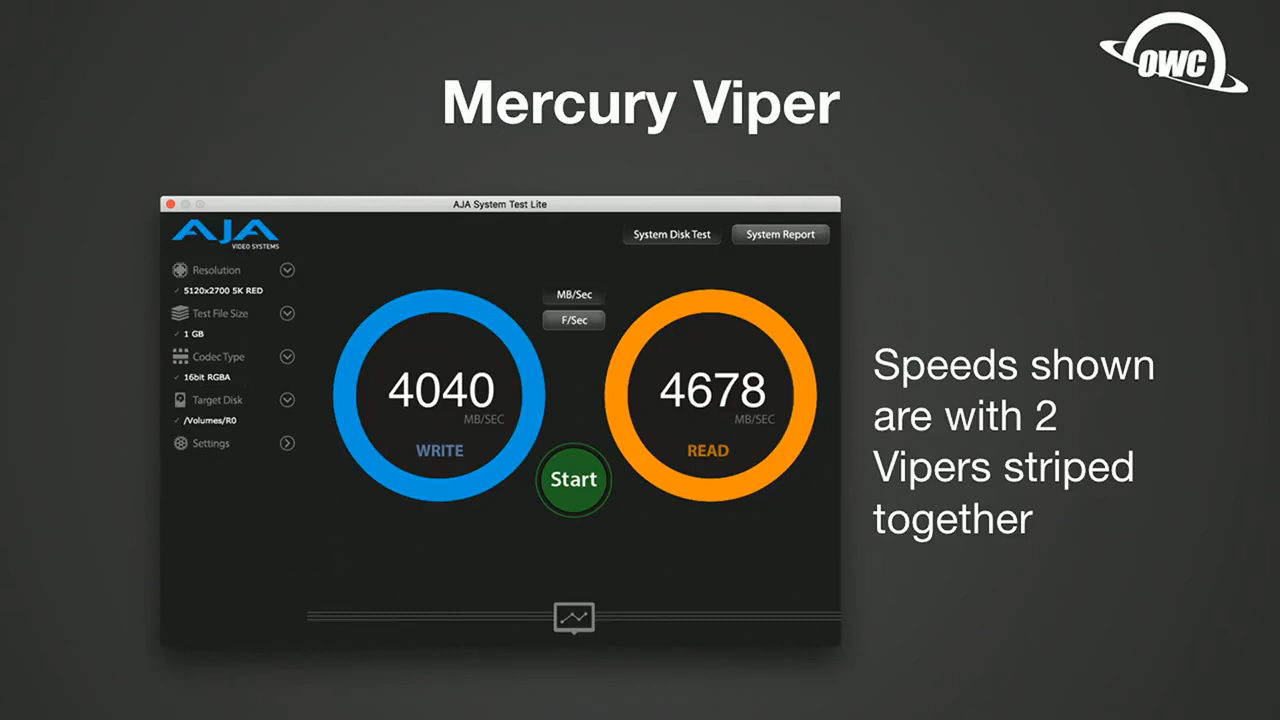 OWC
Mercury Viper
AJA System Test Lite
AJA
VIDEO SYSTEMS
System Disk Test
System Report
Resolution
5120x2700 5K RED
Test File Size
1 GB
Codec Type
16bit RGBA
Target Disk
/Volumes/R0
Settings
MB/Sec
F/Sec
4040
MB/SEC
WRITE
4678
MB/SEC
READ
Start
Speeds shown
are with 2
Vipers striped
together